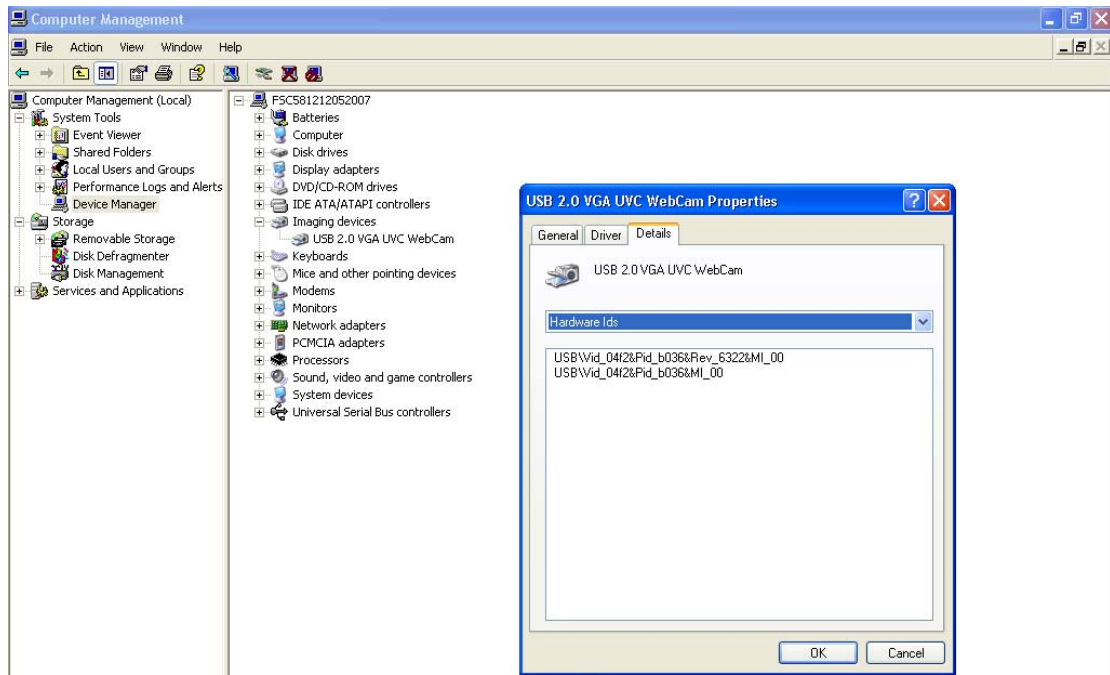 Computer Management
File Action View Window Help
Computer Management (Local)
System Tools
Event Viewer
Shared Folders
Local Users and Groups
Performance Logs and Alerts
Device Manager
Storage
Removable Storage
Disk Defragmenter
Disk Management
Services and Applications
FSC581212052007
Batteries
Computer
Disk drives
Display adapters
DVD/CD-ROM drives
IDE ATA/ATAPI controllers
Imaging devices
USB 2.0 VGA UVC WebCam
Keyboards
Mice and other pointing devices
Modems
Monitors
Network adapters
PCMCIA adapters
Processors
Sound, video and game controllers
System devices
Universal Serial Bus controllers
USB 2.0 VGA UVC WebCam Properties
General Driver Details
USB 2.0 VGA UVC WebCam
Hardware Ids
USB\Vid_04f2&Pid_b036&Rev_6322&MI_00
USB\Vid_04f2&Pid_b036&MI_00
OK Cancel